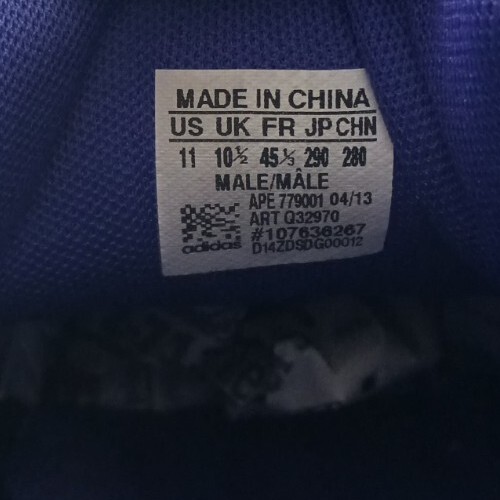 MADE IN CHINA
US UK FR JP CHN
11 10½ 45⅓ 290 280
MALE/MÂLE
APE 779001 04/13
ART Q32970
#107636267
D14ZDSDG00012
adidas